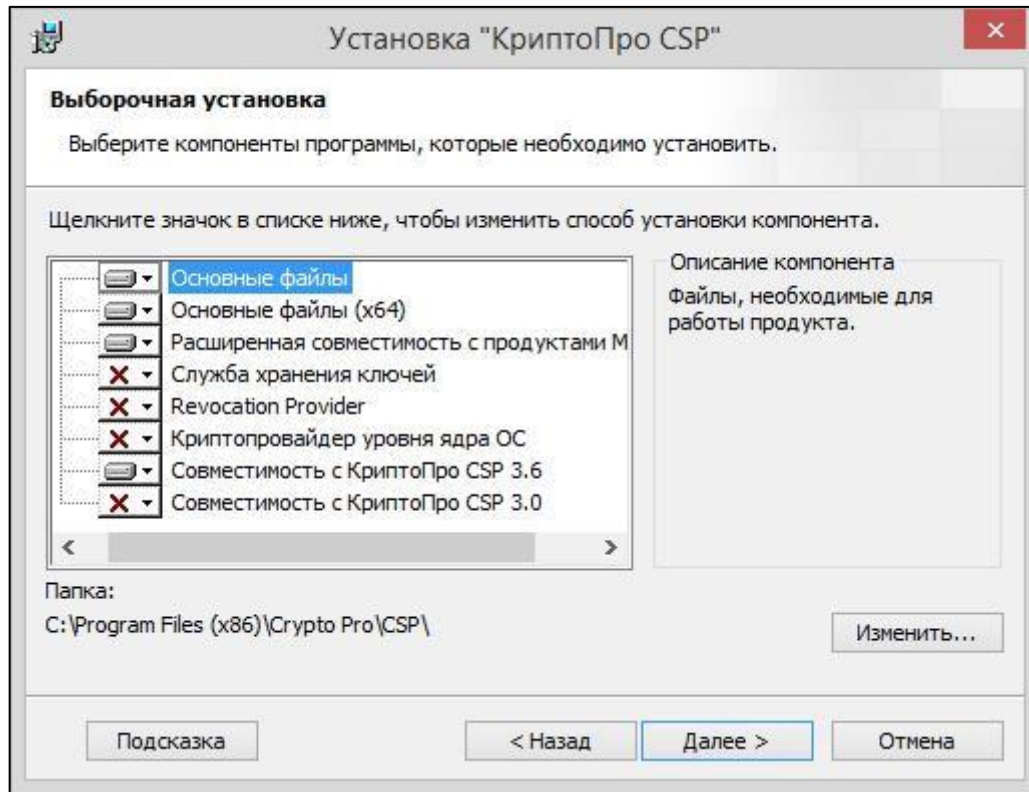 Установка "КриптоПро CSP"
Выборочная установка
Выберите компоненты программы, которые необходимо установить.
Щелкните значок в списке ниже, чтобы изменить способ установки компонента.
Основные файлы
Основные файлы (x64)
Расширенная совместимость с продуктами M
Служба хранения ключей
Revocation Provider
Криптопровайдер уровня ядра ОС
Совместимость с КриптоПро CSP 3.6
Совместимость с КриптоПро CSP 3.0
Описание компонента
Файлы, необходимые для
работы продукта.
Папка:
C:\Program Files (x86)\Crypto Pro\CSP\
Изменить...
Подсказка
< Назад
Далее >
Отмена